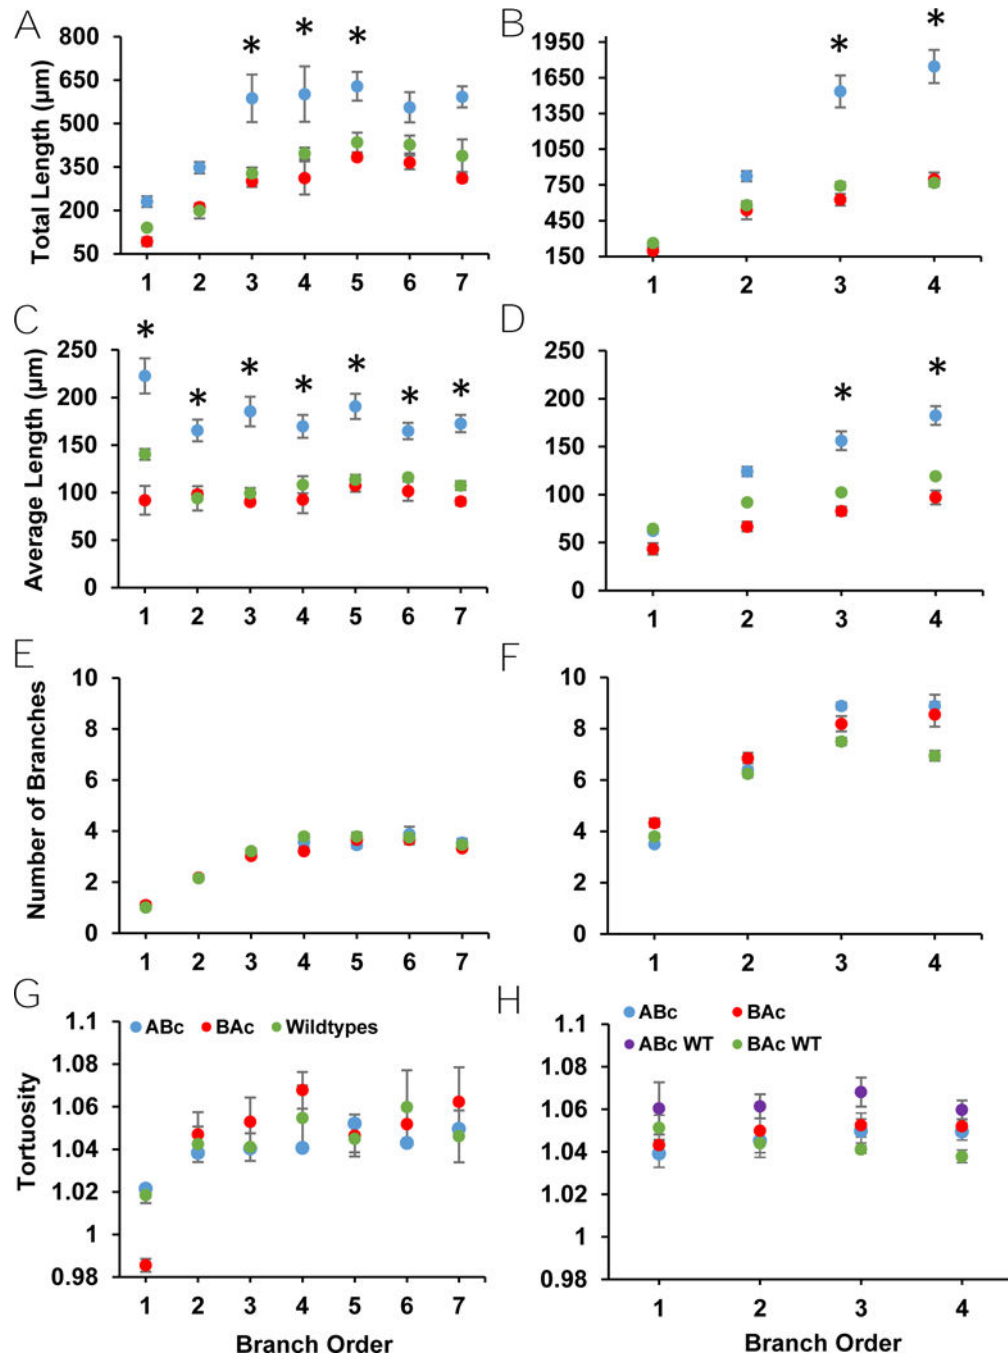 A
Total Length (µm)
800
650
500
350
200
50
* * *
1 2 3 4 5 6 7
B
1950
1650
1350
1050
750
450
150
* *
1 2 3 4
C
Average Length (µm)
250
200
150
100
50
0
* * * * * * *
1 2 3 4 5 6 7
D
250
200
150
100
50
0
* *
1 2 3 4
E
Number of Branches
10
8
6
4
2
0
1 2 3 4 5 6 7
F
10
8
6
4
2
0
1 2 3 4
G
Tortuosity
ABc BAc Wildtypes
1.1
1.08
1.06
1.04
1.02
1
0.98
1 2 3 4 5 6 7
Branch Order
H
ABc BAc
ABc WT BAc WT
1.1
1.08
1.06
1.04
1.02
1
0.98
1 2 3 4
Branch Order